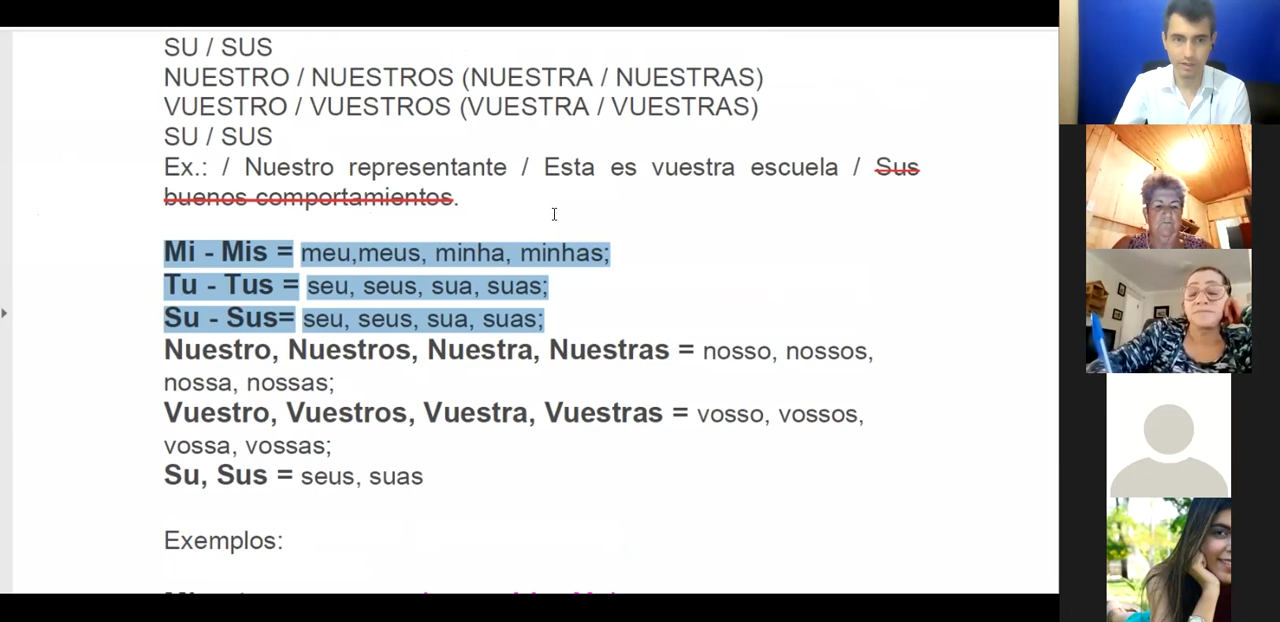 SU / SUS
NUESTRO / NUESTROS (NUESTRA / NUESTRAS)
VUESTRO / VUESTROS (VUESTRA / VUESTRAS)
SU / SUS
Ex.: / Nuestro representante / Esta es vuestra escuela / Sus
buenos comportamientos.
Mi - Mis = meu,meus, minha, minhas;
Tu - Tus = seu, seus, sua, suas;
Su - Sus= seu, seus, sua, suas;
Nuestro, Nuestros, Nuestra, Nuestras = nosso, nossos,
nossa, nossas;
Vuestro, Vuestros, Vuestra, Vuestras = vosso, vossos,
vossa, vossas;
Su, Sus = seus, suas
Exemplos: